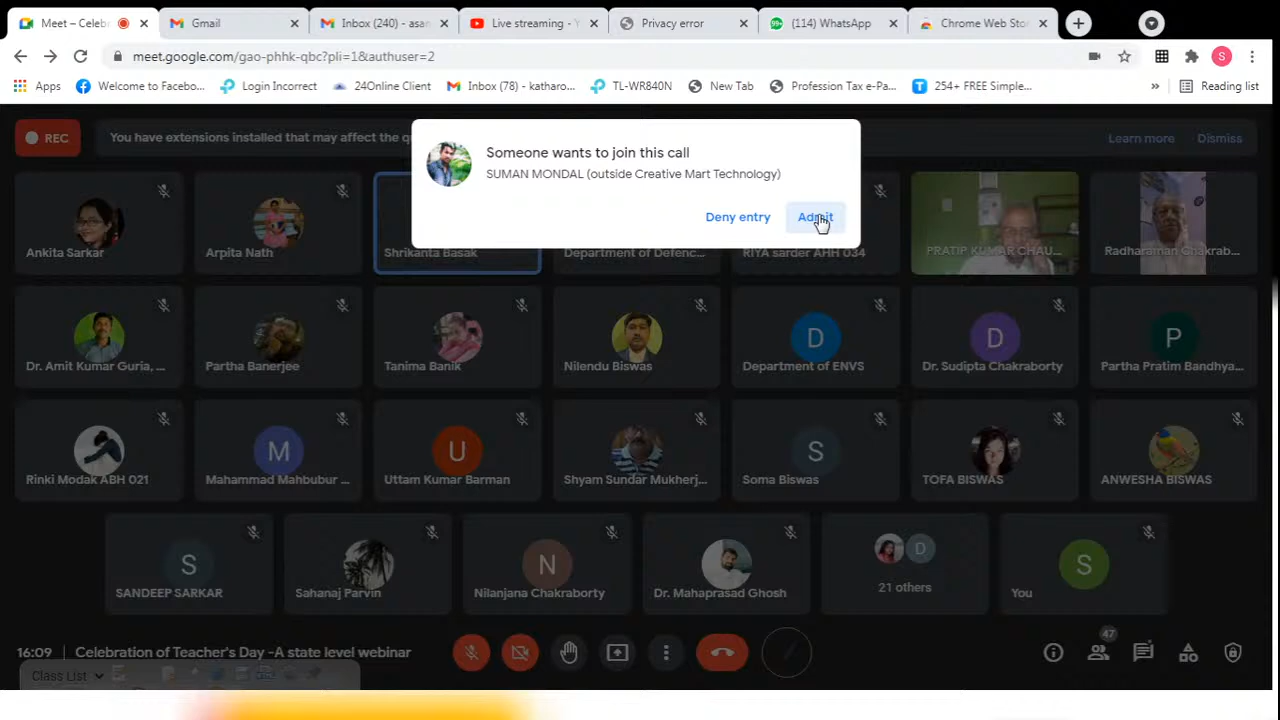 Meet – Celebr
Gmail
Inbox (240) - asan
Live streaming - Y
Privacy error
(114) WhatsApp
Chrome Web Sto
meet.google.com/gao-phhk-qbc?pli=1&authuser=2
S
Apps
Welcome to Facebo...
Login Incorrect
24Online Client
Inbox (78) - katharo...
TL-WR840N
New Tab
Profession Tax e-Pa...
254+ FREE Simple...
»
Reading list
REC
You have extensions installed that may affect the
Learn more
Dismiss
Someone wants to join this call
SUMAN MONDAL (outside Creative Mart Technology)
Deny entry
Admit
Ankita Sarkar
Arpita Nath
Shrikanta Basak
Department of Defenc...
RIYA sarder AHH 034
PRATIP KUMAR CHAU...
Radharaman Chakrab...
Dr. Amit Kumar Guria, ...
Partha Banerjee
Tanima Banik
Nilendu Biswas
D
Department of ENVS
D
Dr. Sudipta Chakraborty
P
Partha Pratim Bandhya...
Rinki Modak ABH 021
M
Mahammad Mahbubur ...
U
Uttam Kumar Barman
Shyam Sundar Mukherj...
S
Soma Biswas
TOFA BISWAS
ANWESHA BISWAS
S
SANDEEP SARKAR
Sahanaj Parvin
N
Nilanjana Chakraborty
Dr. Mahaprasad Ghosh
D
21 others
S
You
16:09 | Celebration of Teacher's Day -A state level webinar
47
Class List